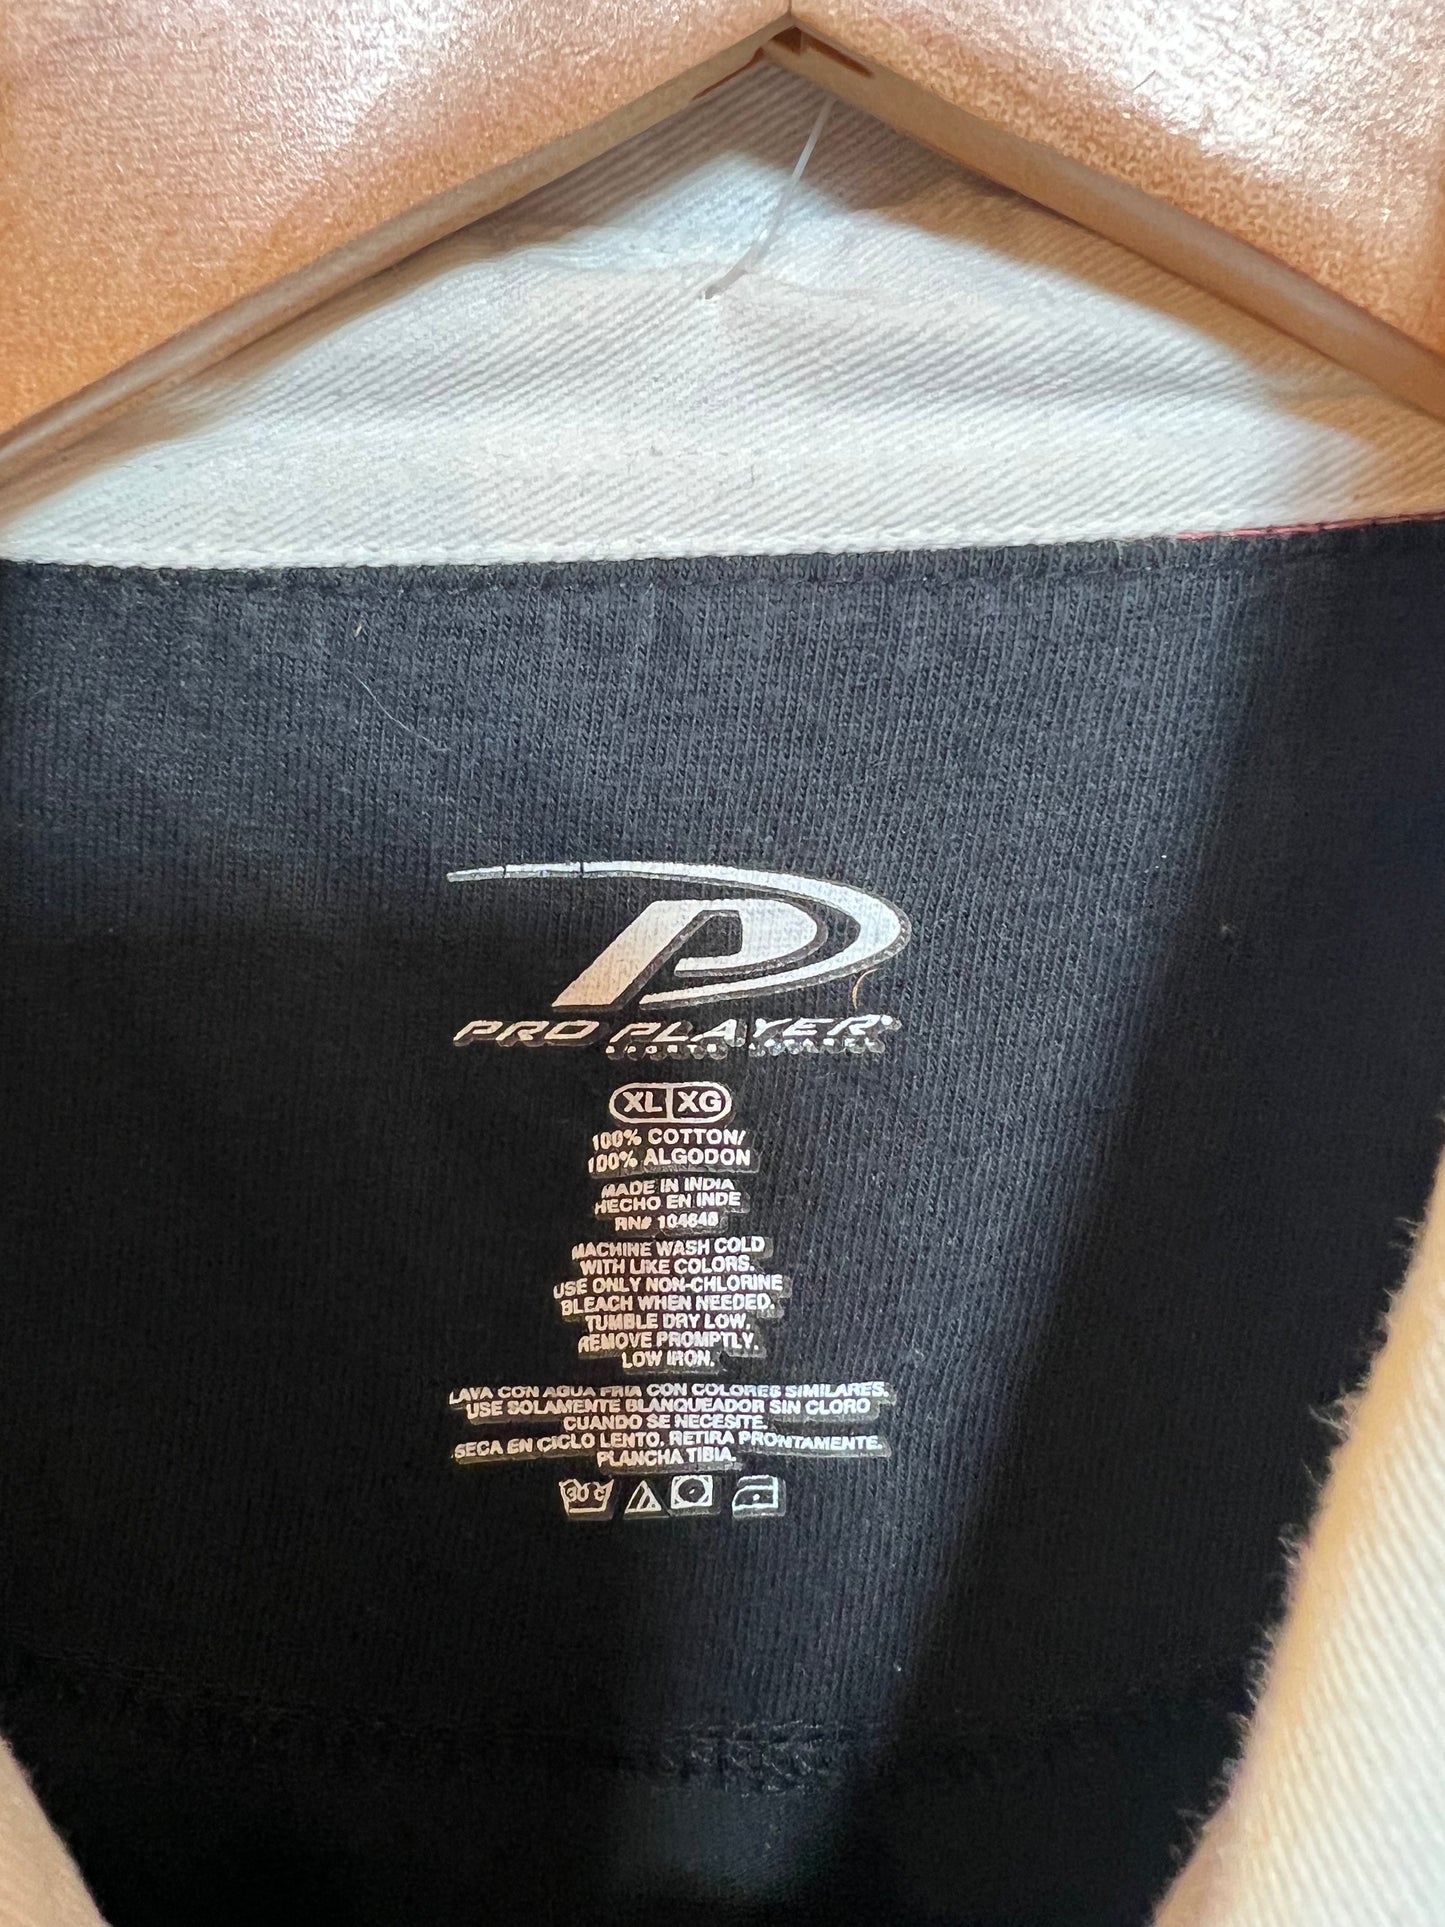 PRO PLAYER®
SPORTS APPAREL
XL XG
100% COTTON/
100% ALGODON
MADE IN INDIA
HECHO EN INDE
RN# 104640
MACHINE WASH COLD
WITH LIKE COLORS.
USE ONLY NON-CHLORINE
BLEACH WHEN NEEDED.
TUMBLE DRY LOW.
REMOVE PROMPTLY.
LOW IRON.
LAVA CON AGUA FRIA CON COLORES SIMILARES.
USE SOLAMENTE BLANQUEADOR SIN CLORO
CUANDO SE NECESITE.
SECA EN CICLO LENTO. RETIRA PRONTAMENTE.
PLANCHA TIBIA.
30 C